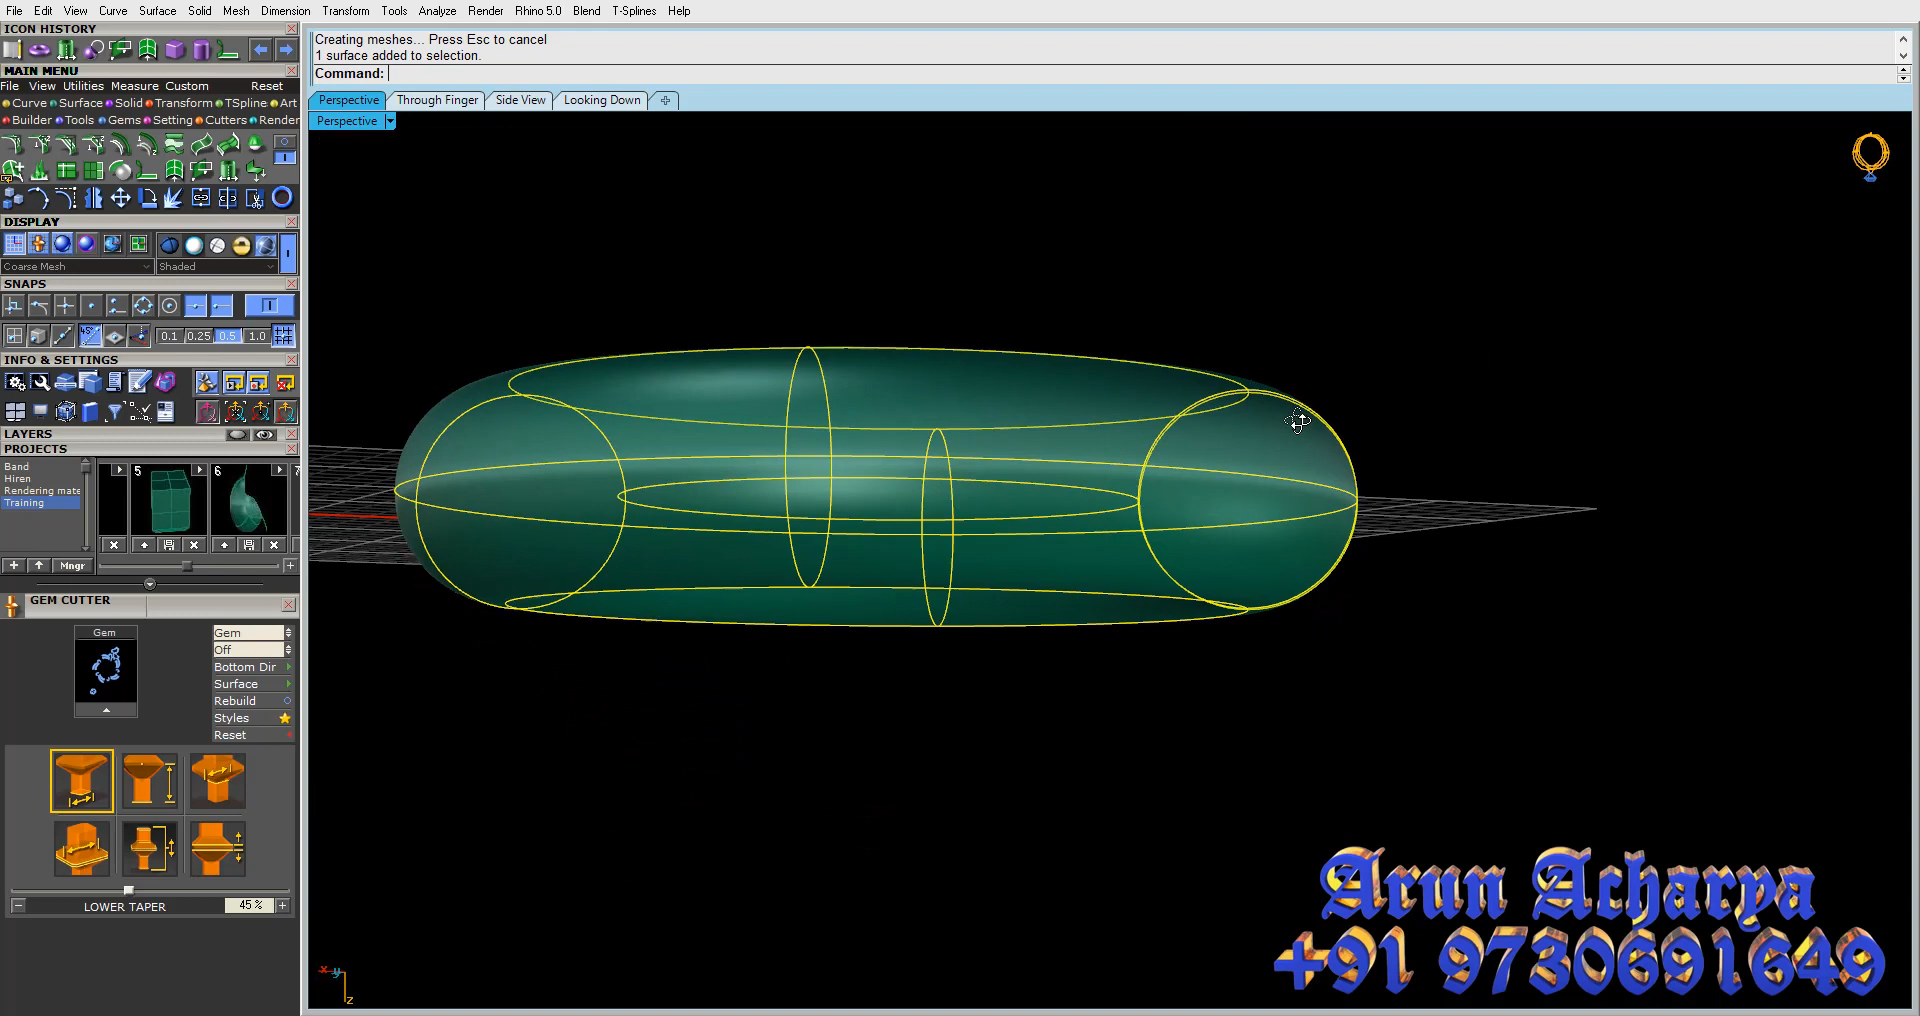 File Edit View Curve Surface Solid Mesh Dimension Transform Tools Analyze Render Rhino 5.0 Blend T-Splines Help
ICON HISTORY
MAIN MENU
File View Utilities Measure Custom Reset
Curve Surface Solid Transform TSpline Art
Builder Tools Gems Setting Cutters Render
DISPLAY
Coarse Mesh Shaded
SNAPS
45°
0.1 0.25 0.5 1.0
INFO & SETTINGS
LAYERS
PROJECTS
Band
Hiren
Rendering mate
Training
5 6 7
Mngr
GEM CUTTER
Gem
Gem
Off
Bottom Dir
Surface
Rebuild
Styles
Reset
LOWER TAPER 45 %
Creating meshes... Press Esc to cancel
1 surface added to selection.
Command:
Perspective Through Finger Side View Looking Down
Perspective
x y
z
Arun Acharya
+91 9730691649